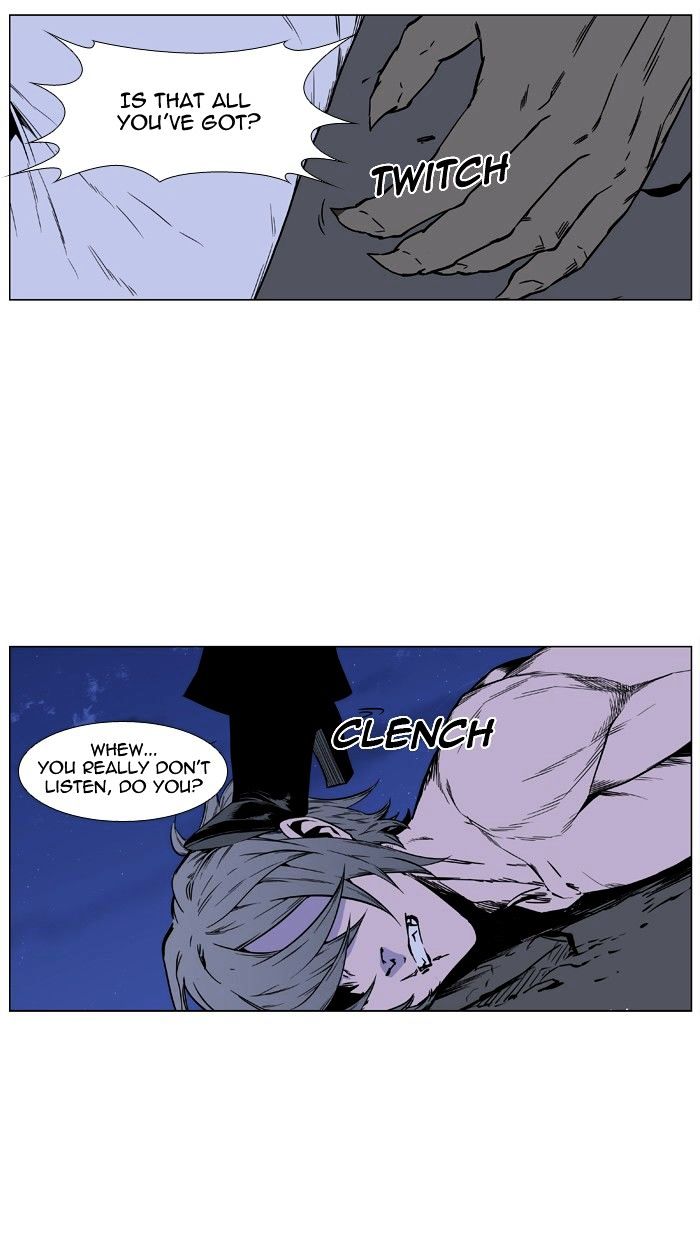 IS THAT ALL
YOU'VE GOT?
TWITCH
WHEW...
YOU REALLY DON'T
LISTEN, DO YOU?
CLENCH